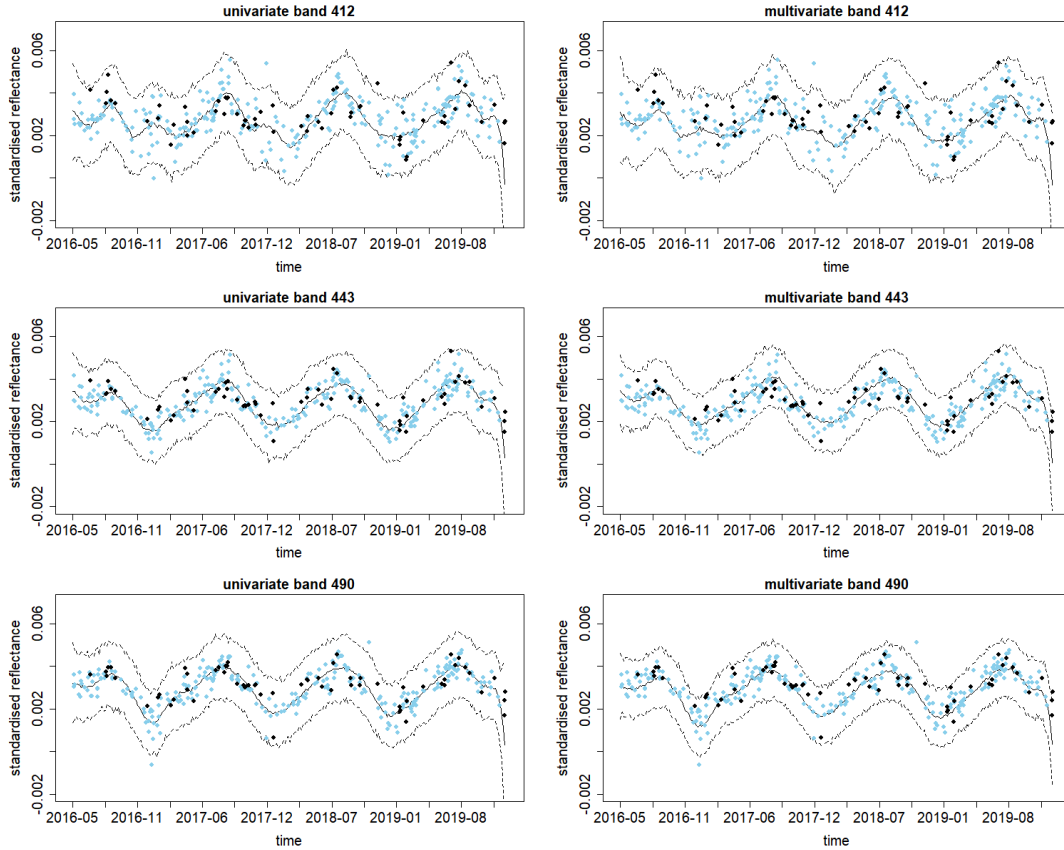 univariate band 412
standardised reflectance
0.006
0.002
-0.002
2016-05 2016-11 2017-06 2017-12 2018-07 2019-01 2019-08
time
multivariate band 412
standardised reflectance
0.006
0.002
-0.002
2016-05 2016-11 2017-06 2017-12 2018-07 2019-01 2019-08
time
univariate band 443
standardised reflectance
0.006
0.002
-0.002
2016-05 2016-11 2017-06 2017-12 2018-07 2019-01 2019-08
time
multivariate band 443
standardised reflectance
0.006
0.002
-0.002
2016-05 2016-11 2017-06 2017-12 2018-07 2019-01 2019-08
time
univariate band 490
standardised reflectance
0.006
0.002
-0.002
2016-05 2016-11 2017-06 2017-12 2018-07 2019-01 2019-08
time
multivariate band 490
standardised reflectance
0.006
0.002
-0.002
2016-05 2016-11 2017-06 2017-12 2018-07 2019-01 2019-08
time